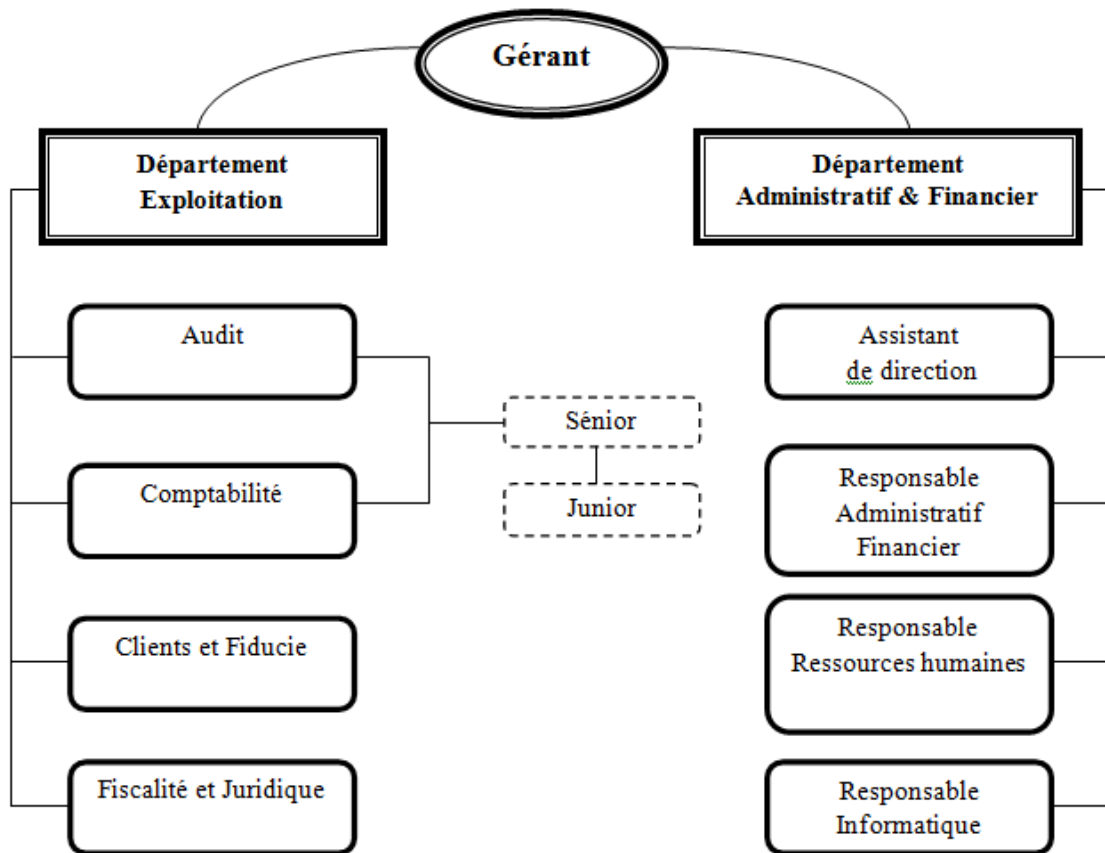 Gérant
Département
Exploitation
Département
Administratif & Financier
Audit
Comptabilité
Clients et Fiducie
Fiscalité et Juridique
Sénior
Junior
Assistant
de direction
Responsable
Administratif
Financier
Responsable
Ressources humaines
Responsable
Informatique